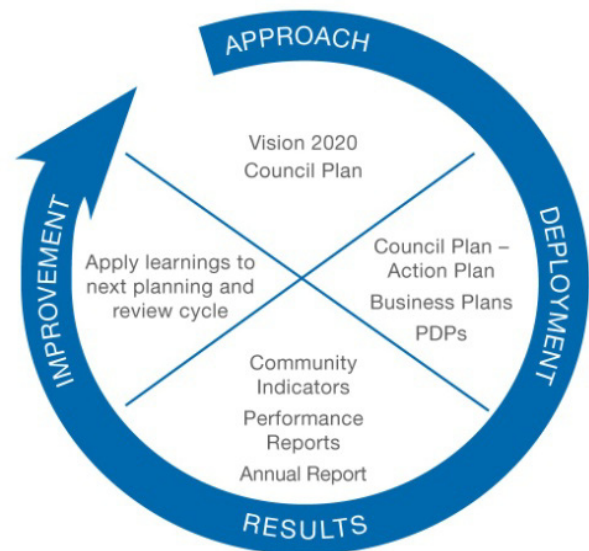 APPROACH
Vision 2020
Council Plan
DEPLOYMENT
Council Plan –
Action Plan
Business Plans
PDPs
Community
Indicators
Performance
Reports
Annual Report
RESULTS
IMPROVEMENT
Apply learnings to
next planning and
review cycle